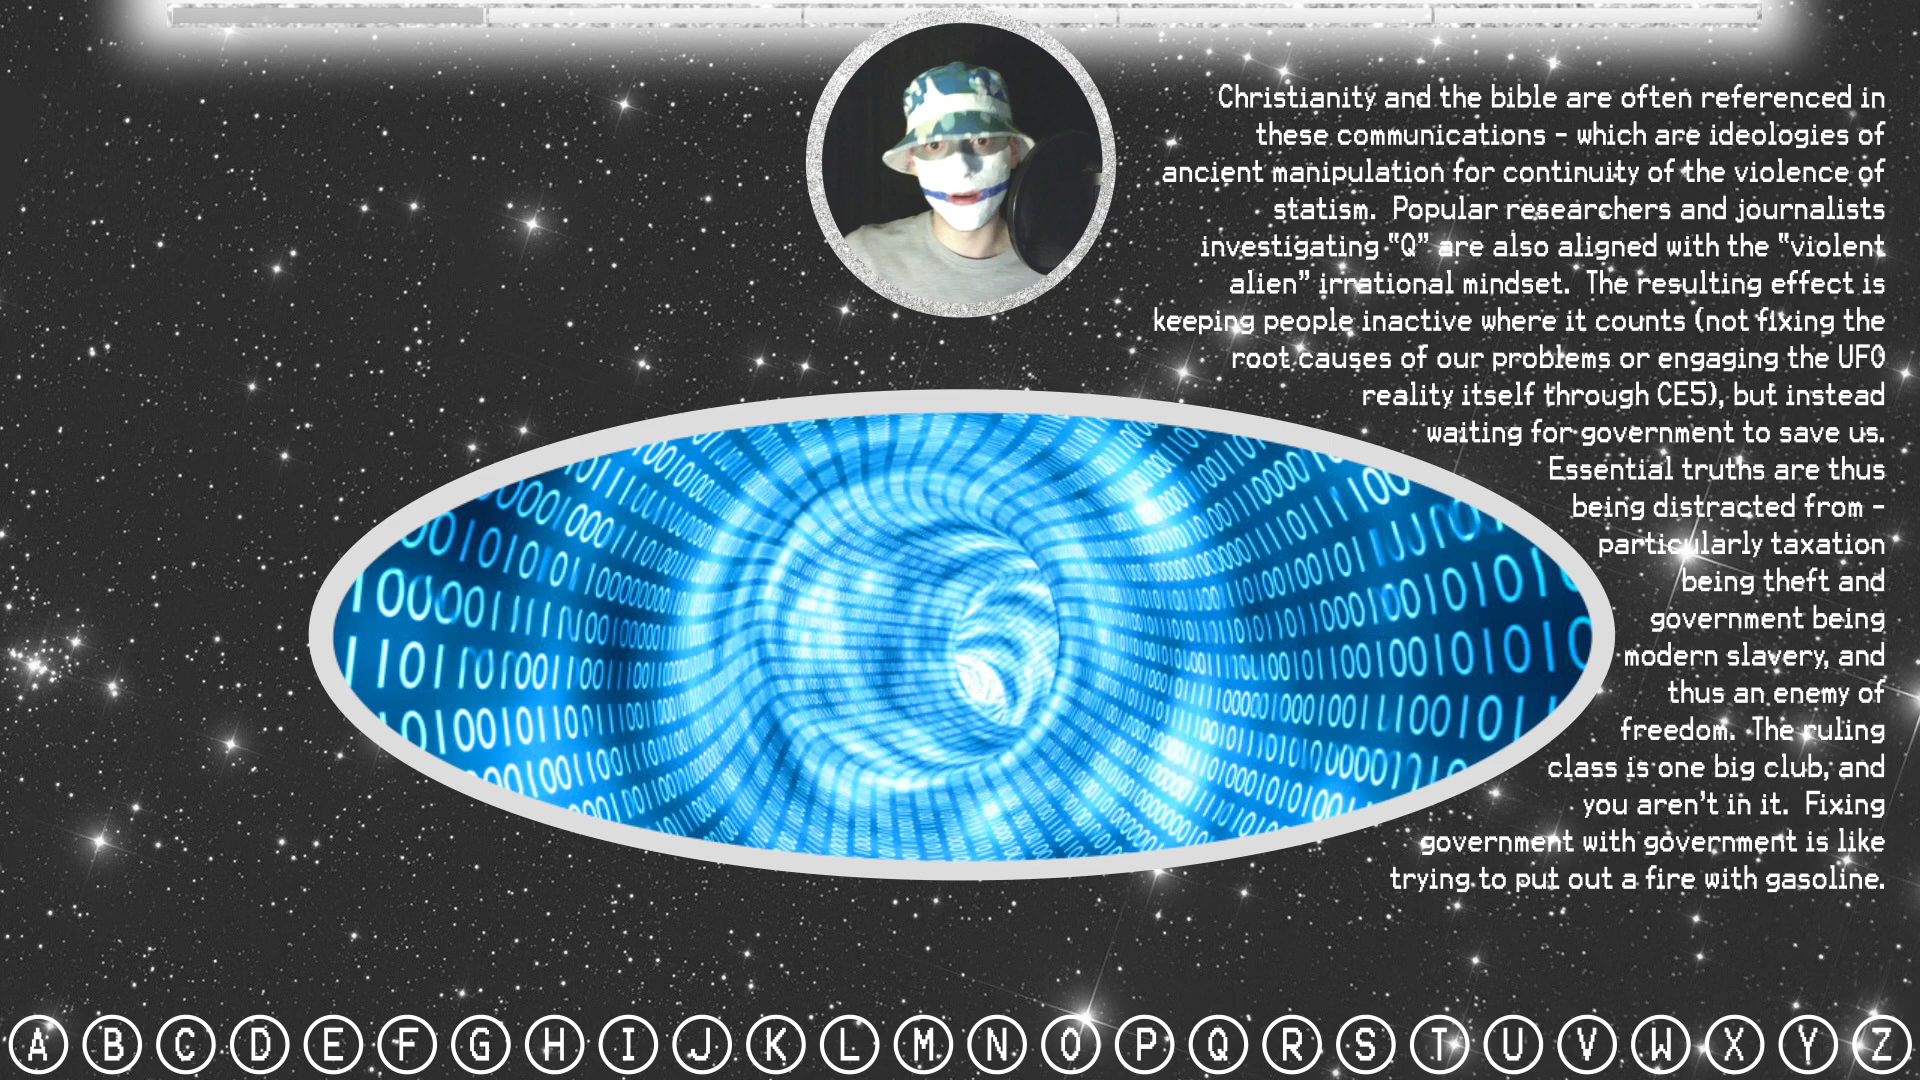 Christianity and the bible are often referenced in
these communications - which are ideologies of
ancient manipulation for continuity of the violence of
statism.  Popular researchers and journalists
investigating "Q" are also aligned with the "violent
alien" irrational mindset.  The resulting effect is
keeping people inactive where it counts (not fixing the
root causes of our problems or engaging the UFO
reality itself through CE5), but instead
waiting for government to save us.
Essential truths are thus
being distracted from -
particularly taxation
being theft and
government being
modern slavery, and
thus an enemy of
freedom.  The ruling
class is one big club, and
you aren't in it.  Fixing
government with government is like
trying to put out a fire with gasoline.
A B C D E F G H I J K L M N O P Q R S T U V W X Y Z